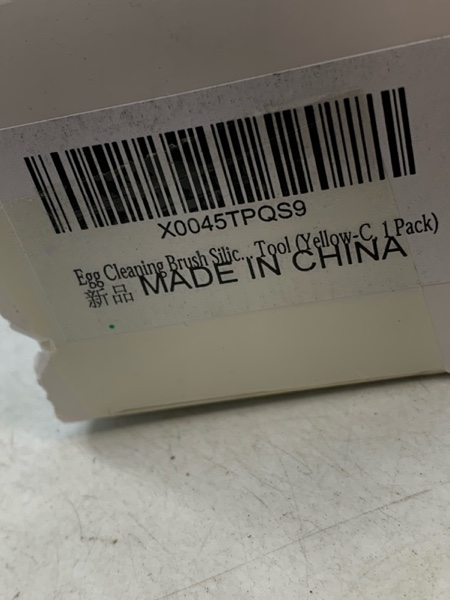 X0045TPQS9
Egg Cleaning Brush Silic... Tool (Yellow-C, 1 Pack)
新品 MADE IN CHINA